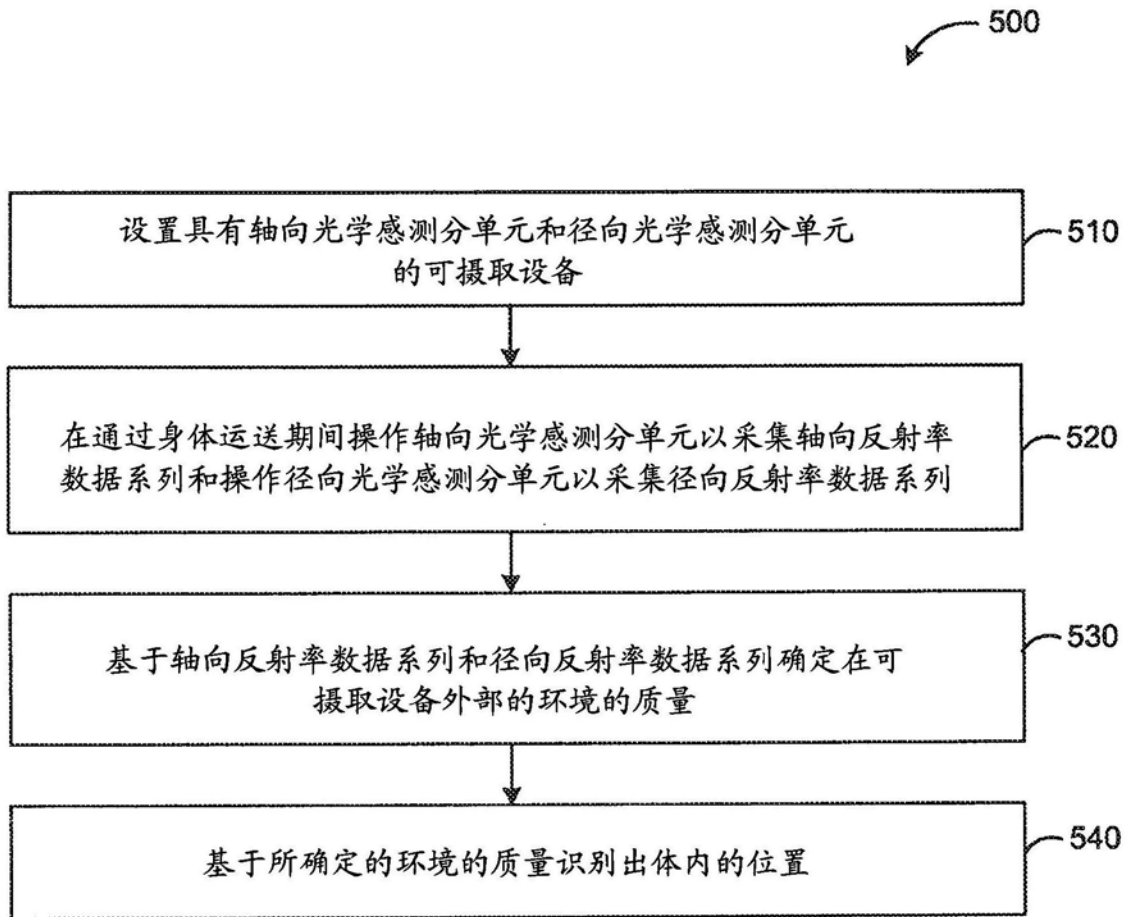 500
设置具有轴向光学感测分单元和径向光学感测分单元
的可摄取设备
510
在通过身体运送期间操作轴向光学感测分单元以采集轴向反射率
数据系列和操作径向光学感测分单元以采集径向反射率数据系列
520
基于轴向反射率数据系列和径向反射率数据系列确定在可
摄取设备外部的环境的质量
530
基于所确定的环境的质量识别出体内的位置
540